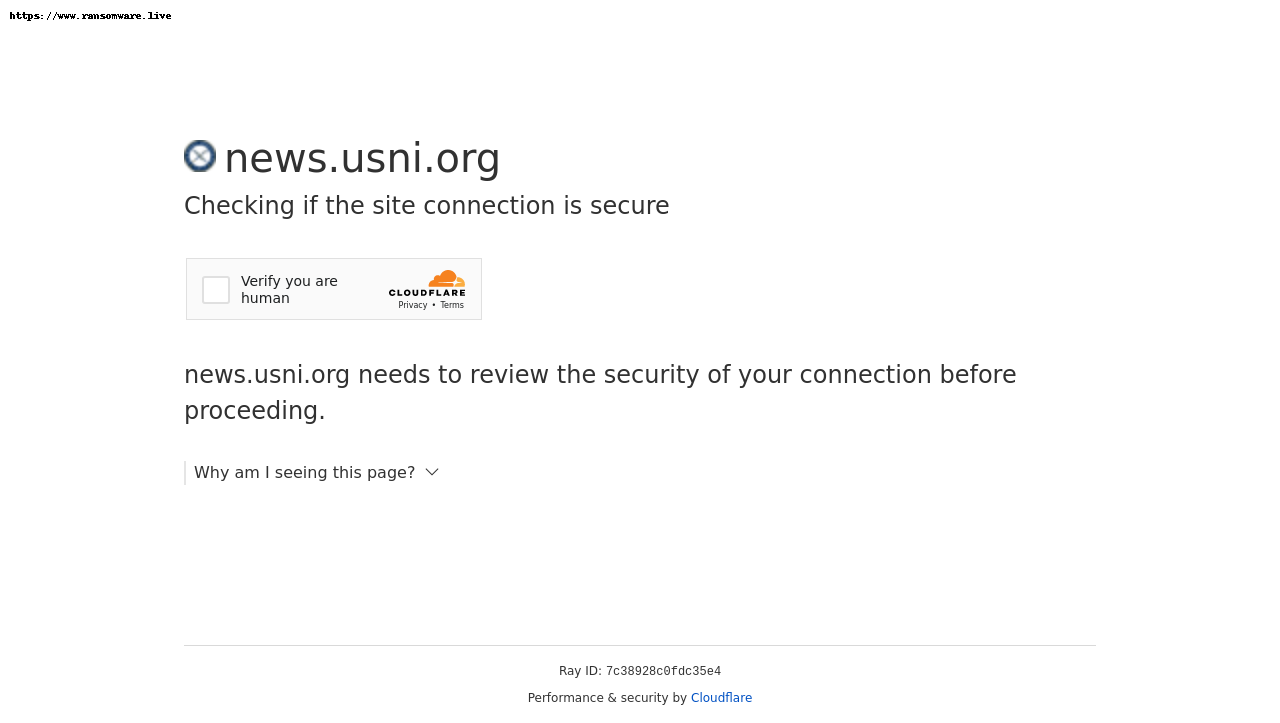 https://www.ransomware.live
news.usni.org
Checking if the site connection is secure
Verify you are
human
CLOUDFLARE
Privacy • Terms
news.usni.org needs to review the security of your connection before
proceeding.
Why am I seeing this page?
Ray ID: 7c38928c0fdc35e4
Performance & security by Cloudflare